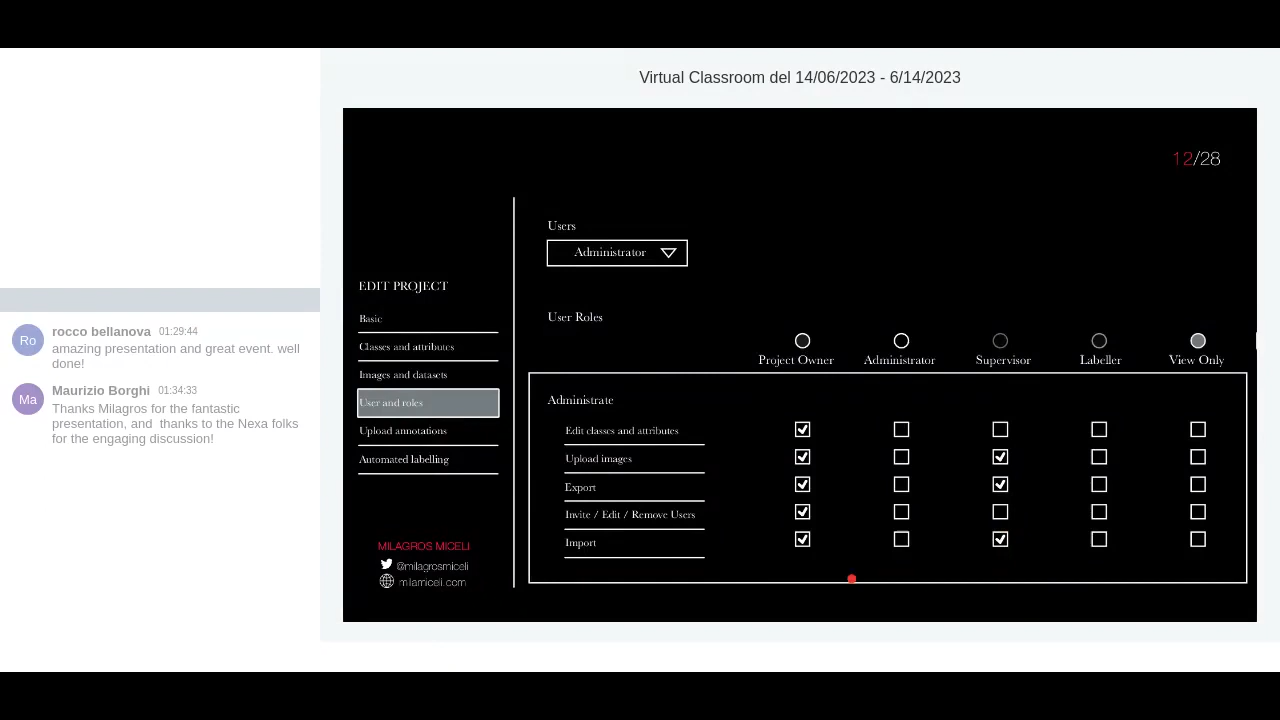 Virtual Classroom del 14/06/2023 - 6/14/2023
Ro
rocco bellanova 01:29:44
amazing presentation and great event. well
done!
Ma
Maurizio Borghi 01:34:33
Thanks Milagros for the fantastic
presentation, and  thanks to the Nexa folks
for the engaging discussion!
12/28
EDIT PROJECT
Basic
Classes and attributes
Images and datasets
User and roles
Upload annotations
Automated labelling
MILAGROS MICELI
@milagrosmiceli
milamiceli.com
Users
Administrator
User Roles
Project Owner Administrator Supervisor Labeller View Only
Administrate
Edit classes and attributes
Upload images
Export
Invite / Edit / Remove Users
Import